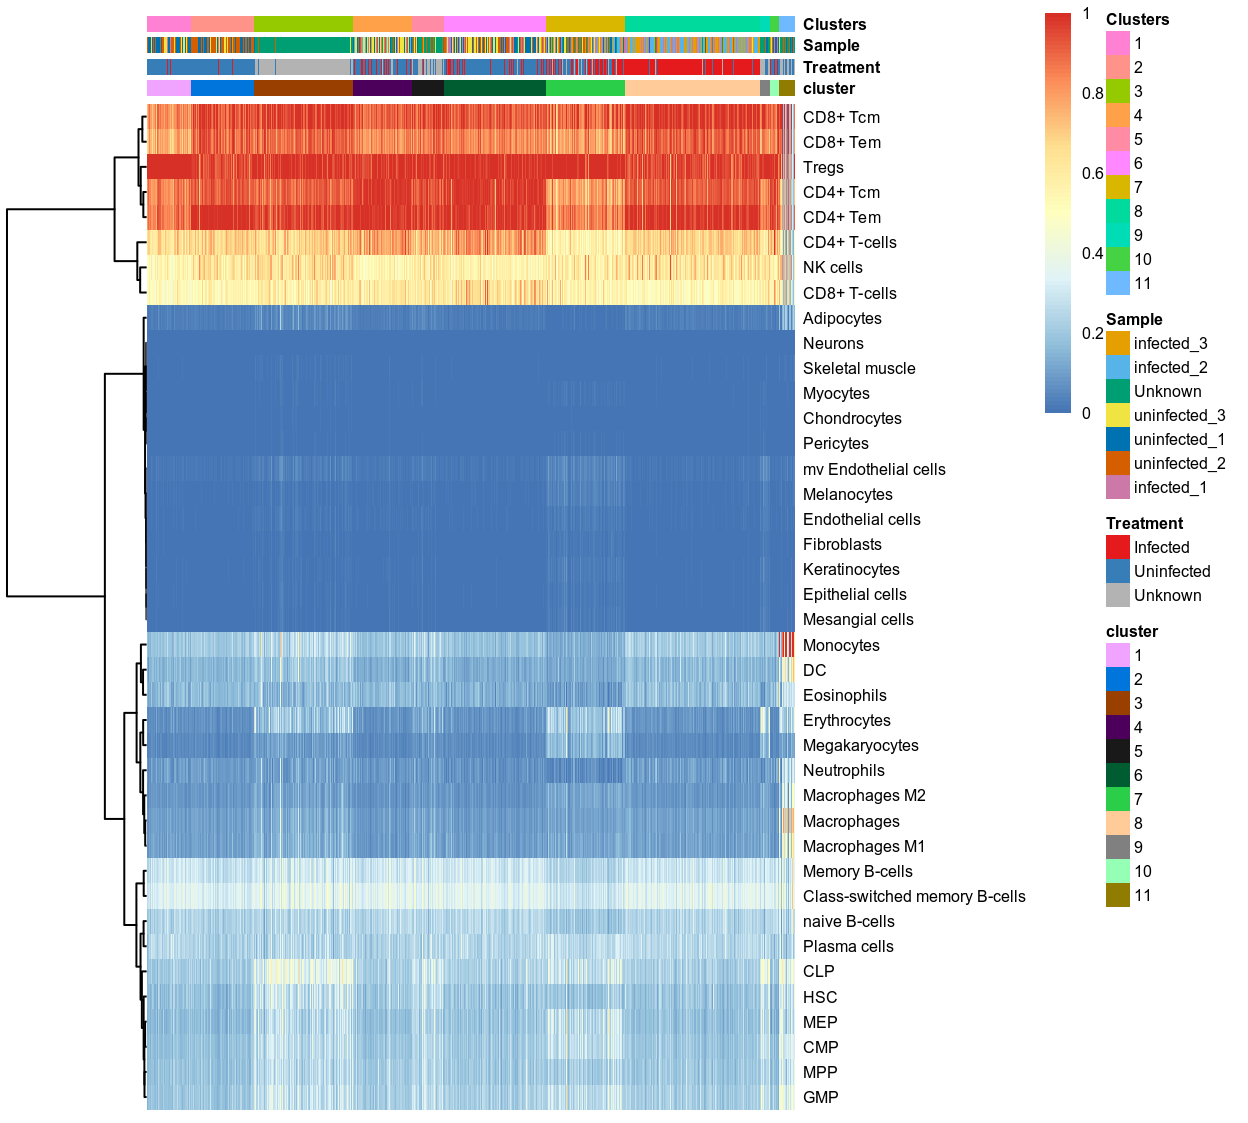 Clusters
Sample
Treatment
cluster
CD8+ Tcm
CD8+ Tem
Tregs
CD4+ Tcm
CD4+ Tem
CD4+ T-cells
NK cells
CD8+ T-cells
Adipocytes
Neurons
Skeletal muscle
Myocytes
Chondrocytes
Pericytes
mv Endothelial cells
Melanocytes
Endothelial cells
Fibroblasts
Keratinocytes
Epithelial cells
Mesangial cells
Monocytes
DC
Eosinophils
Erythrocytes
Megakaryocytes
Neutrophils
Macrophages M2
Macrophages
Macrophages M1
Memory B-cells
Class-switched memory B-cells
naive B-cells
Plasma cells
CLP
HSC
MEP
CMP
MPP
GMP
1
0.8
0.6
0.4
0.2
0
Clusters
1
2
3
4
5
6
7
8
9
10
11
Sample
infected_3
infected_2
Unknown
uninfected_3
uninfected_1
uninfected_2
infected_1
Treatment
Infected
Uninfected
Unknown
cluster
1
2
3
4
5
6
7
8
9
10
11